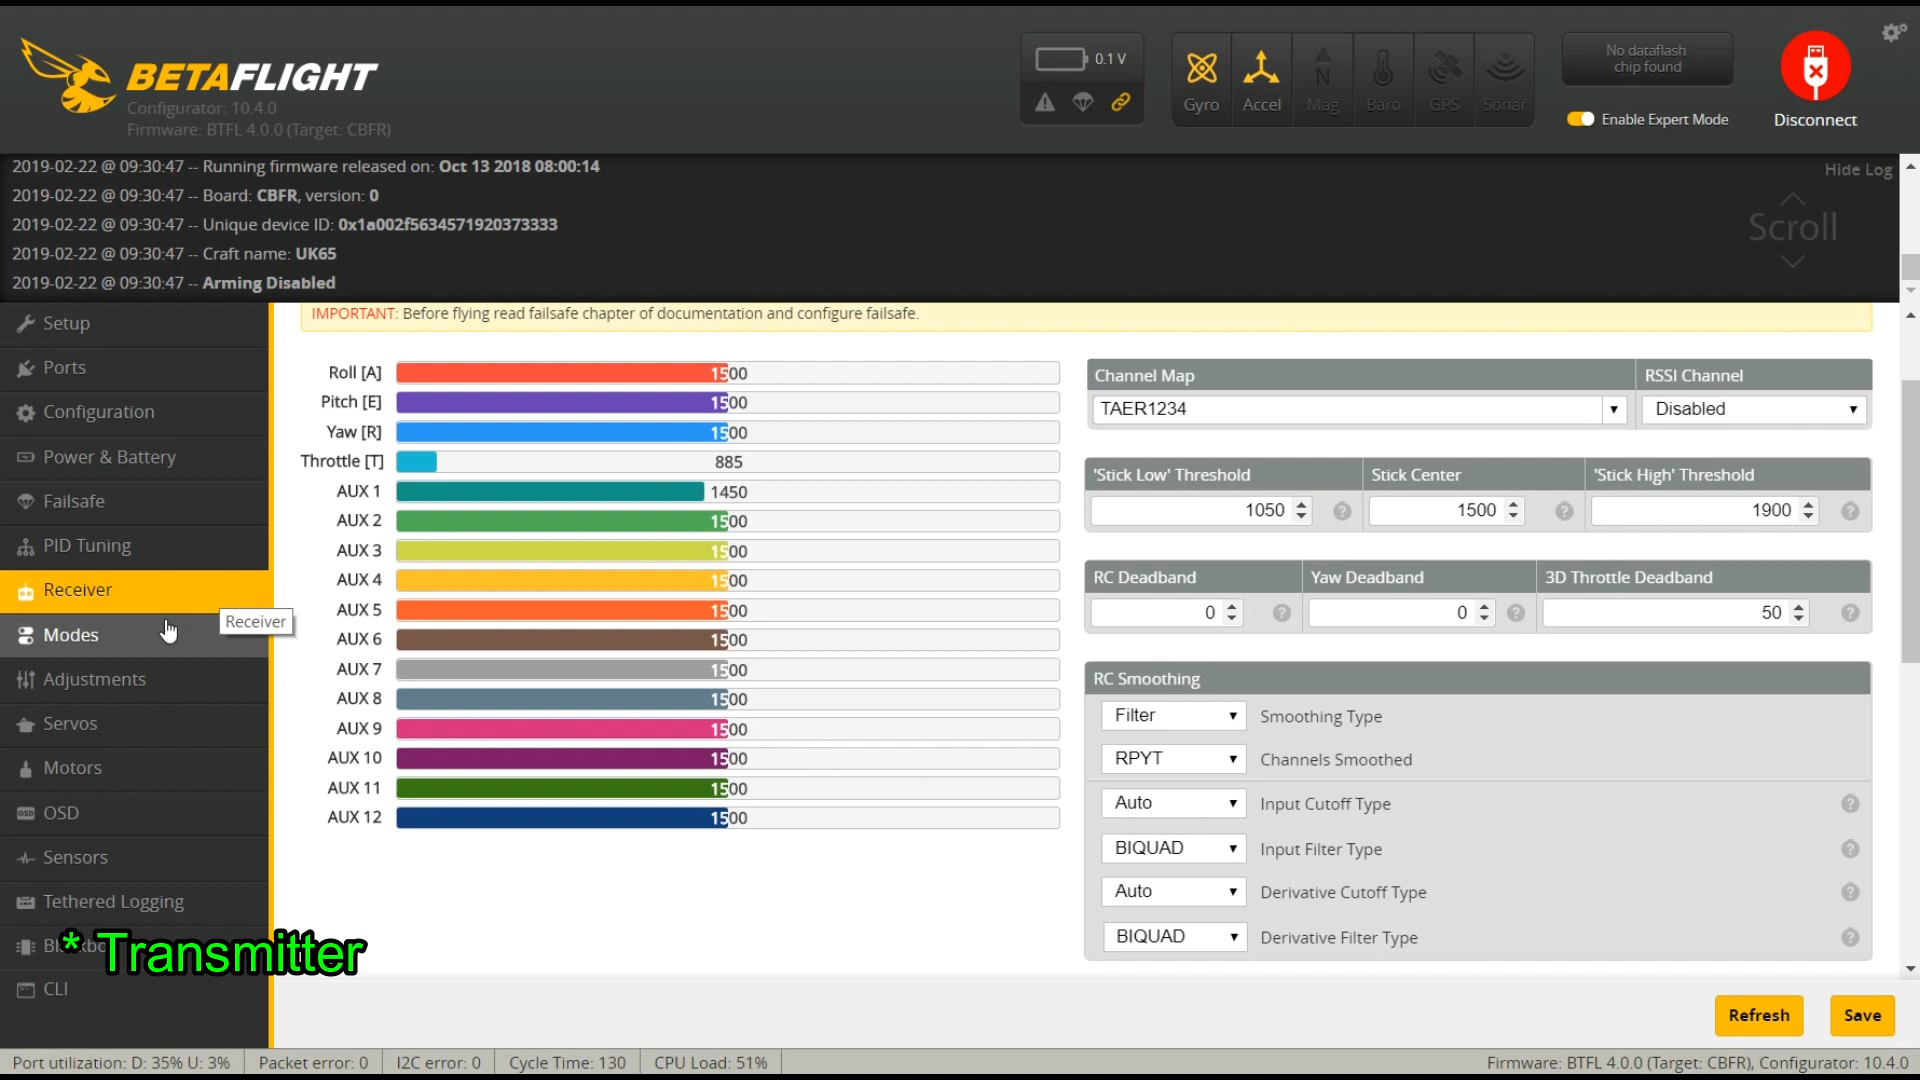 BETAFLIGHT
Configurator: 10.4.0
Firmware: BTFL 4.0.0 (Target: CBFR)
0.1 V
Gyro
Accel
Mag
Baro
GPS
Sonar
No dataflash
chip found
Enable Expert Mode
Disconnect
2019-02-22 @ 09:30:47 -- Running firmware released on: Oct 13 2018 08:00:14
2019-02-22 @ 09:30:47 -- Board: CBFR, version: 0
2019-02-22 @ 09:30:47 -- Unique device ID: 0x1a002f5634571920373333
2019-02-22 @ 09:30:47 -- Craft name: UK65
2019-02-22 @ 09:30:47 -- Arming Disabled
Hide Log
Scroll
Setup
Ports
Configuration
Power & Battery
Failsafe
PID Tuning
Receiver
Receiver
Modes
Adjustments
Servos
Motors
OSD
Sensors
Tethered Logging
* Transmitter
CLI
IMPORTANT: Before flying read failsafe chapter of documentation and configure failsafe.
Roll [A] 1500
Pitch [E] 1500
Yaw [R] 1500
Throttle [T] 885
AUX 1 1450
AUX 2 1500
AUX 3 1500
AUX 4 1500
AUX 5 1500
AUX 6 1500
AUX 7 1500
AUX 8 1500
AUX 9 1500
AUX 10 1500
AUX 11 1500
AUX 12 1500
Channel Map RSSI Channel
TAER1234 Disabled
'Stick Low' Threshold Stick Center 'Stick High' Threshold
1050 1500 1900
RC Deadband Yaw Deadband 3D Throttle Deadband
0 0 50
RC Smoothing
Filter Smoothing Type
RPYT Channels Smoothed
Auto Input Cutoff Type
BIQUAD Input Filter Type
Auto Derivative Cutoff Type
BIQUAD Derivative Filter Type
Refresh Save
Port utilization: D: 35% U: 3% Packet error: 0 I2C error: 0 Cycle Time: 130 CPU Load: 51% Firmware: BTFL 4.0.0 (Target: CBFR), Configurator: 10.4.0